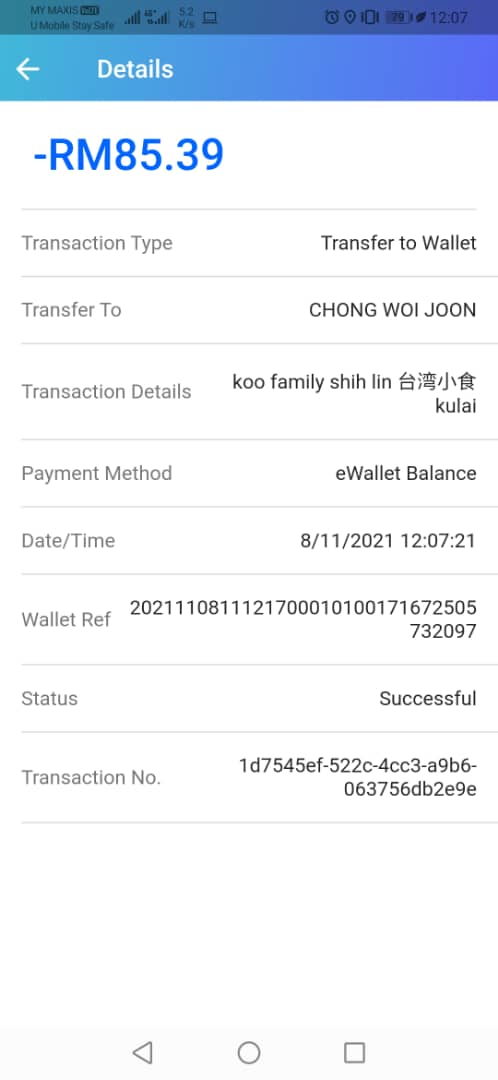 MY MAXIS VoLTE
U Mobile Stay Safe
5.2
K/s
29
12:07
Details
-RM85.39
Transaction Type Transfer to Wallet
Transfer To CHONG WOI JOON
Transaction Details koo family shih lin 台湾小食
kulai
Payment Method eWallet Balance
Date/Time 8/11/2021 12:07:21
Wallet Ref 2021110811121700010100171672505
732097
Status Successful
Transaction No. 1d7545ef-522c-4cc3-a9b6-
063756db2e9e